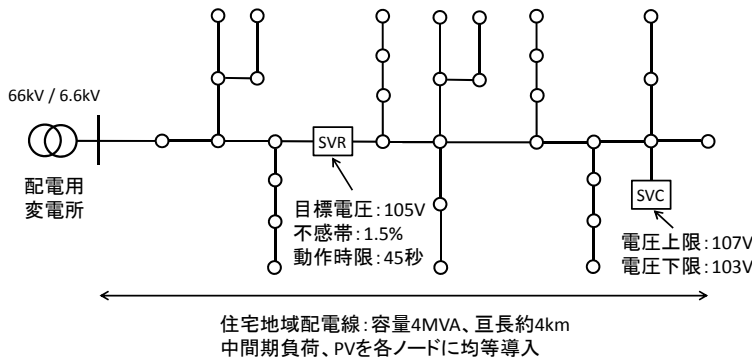 66kV / 6.6kV
配電用
変電所
SVR
目標電圧：105V
不感帯：1.5%
動作時限：45秒
SVC
電圧上限：107V
電圧下限：103V
住宅地域配電線：容量4MVA、亘長約4km
中間期負荷、PVを各ノードに均等導入